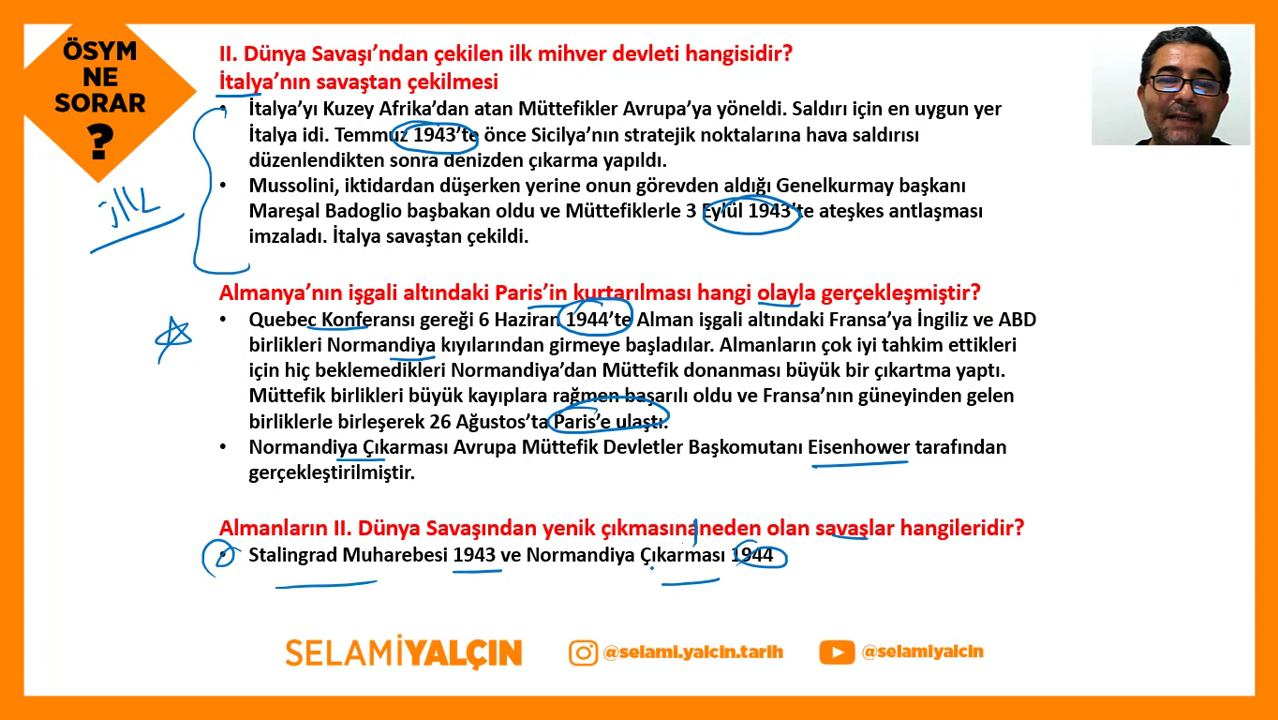 ÖSYM
NE
SORAR
?
ilk
II. Dünya Savaşı’ndan çekilen ilk mihver devleti hangisidir?
İtalya’nın savaştan çekilmesi
• İtalya’yı Kuzey Afrika’dan atan Müttefikler Avrupa’ya yöneldi. Saldırı için en uygun yer
İtalya idi. Temmuz 1943’te önce Sicilya’nın stratejik noktalarına hava saldırısı
düzenlendikten sonra denizden çıkarma yapıldı.
• Mussolini, iktidardan düşerken yerine onun görevden aldığı Genelkurmay başkanı
Mareşal Badoglio başbakan oldu ve Müttefiklerle 3 Eylül 1943’te ateşkes antlaşması
imzaladı. İtalya savaştan çekildi.
Almanya’nın işgali altındaki Paris’in kurtarılması hangi olayla gerçekleşmiştir?
• Quebec Konferansı gereği 6 Haziran 1944’te Alman işgali altındaki Fransa’ya İngiliz ve ABD
birlikleri Normandiya kıyılarından girmeye başladılar. Almanların çok iyi tahkim ettikleri
için hiç beklemedikleri Normandiya’dan Müttefik donanması büyük bir çıkartma yaptı.
Müttefik birlikleri büyük kayıplara rağmen başarılı oldu ve Fransa’nın güneyinden gelen
birliklerle birleşerek 26 Ağustos’ta Paris’e ulaştı.
• Normandiya Çıkarması Avrupa Müttefik Devletler Başkomutanı Eisenhower tarafından
gerçekleştirilmiştir.
Almanların II. Dünya Savaşından yenik çıkmasına neden olan savaşlar hangileridir?
• Stalingrad Muharebesi 1943 ve Normandiya Çıkarması 1944
SELAMİYALÇIN @selami.yalcin.tarih @selamiyalcin